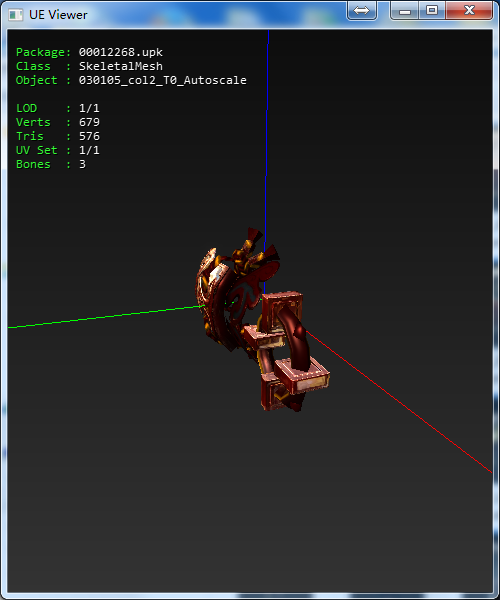 UE Viewer
Package: 00012268.upk
Class : SkeletalMesh
Object : 030105_col2_T0_Autoscale
LOD : 1/1
Verts : 679
Tris : 576
UV Set : 1/1
Bones : 3